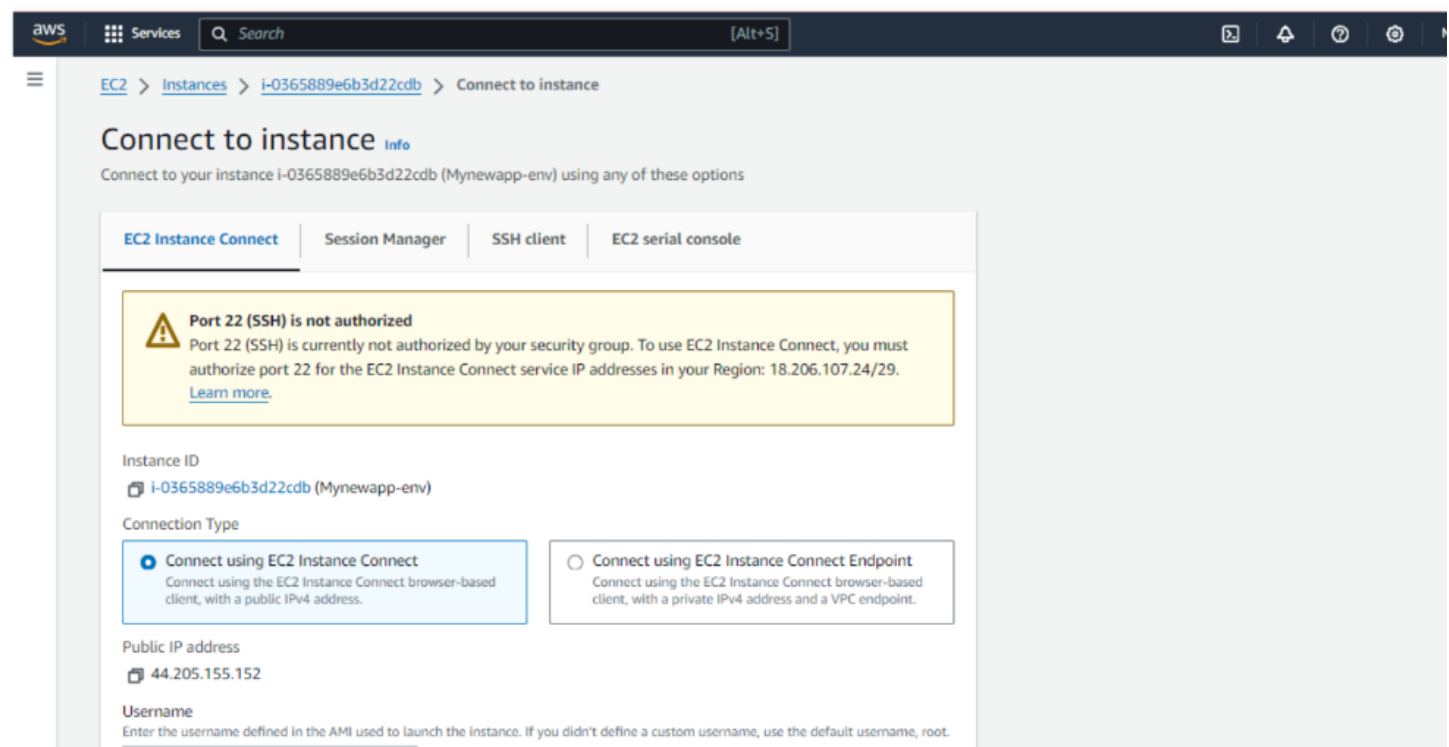 aws Services Search [Alt+S]
EC2 > Instances > i-0365889e6b3d22cdb > Connect to instance
Connect to instance Info
Connect to your instance i-0365889e6b3d22cdb (Mynewapp-env) using any of these options
EC2 Instance Connect Session Manager SSH client EC2 serial console
Port 22 (SSH) is not authorized
Port 22 (SSH) is currently not authorized by your security group. To use EC2 Instance Connect, you must
authorize port 22 for the EC2 Instance Connect service IP addresses in your Region: 18.206.107.24/29.
Learn more.
Instance ID
i-0365889e6b3d22cdb (Mynewapp-env)
Connection Type
Connect using EC2 Instance Connect
Connect using the EC2 Instance Connect browser-based
client, with a public IPv4 address.
Connect using EC2 Instance Connect Endpoint
Connect using the EC2 Instance Connect browser-based
client, with a private IPv4 address and a VPC endpoint.
Public IP address
44.205.155.152
Username
Enter the username defined in the AMI used to launch the instance. If you didn't define a custom username, use the default username, root.